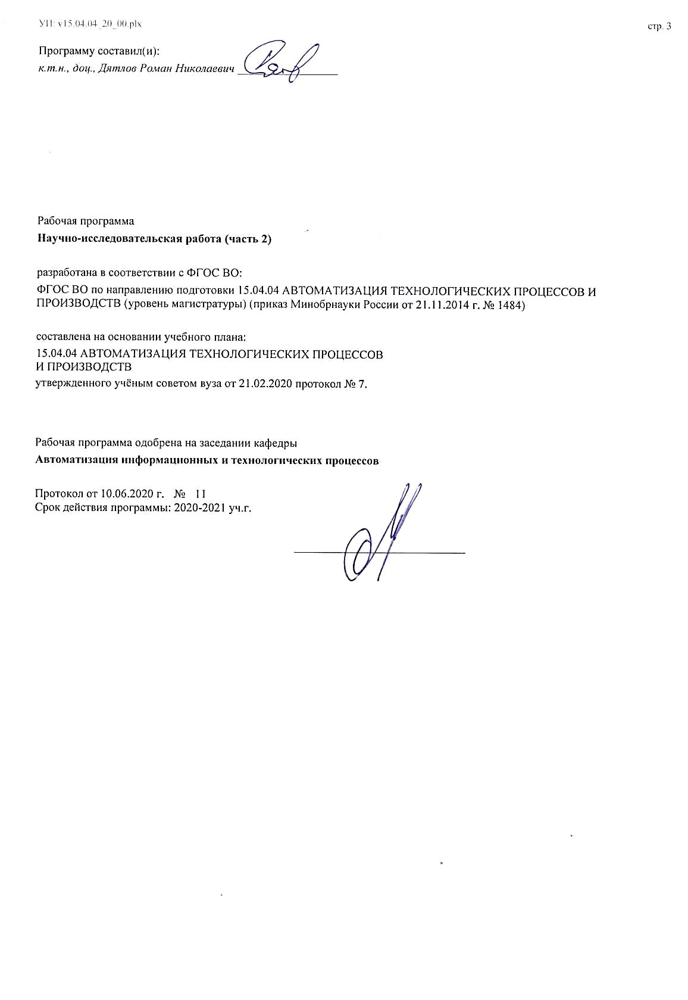 УП: v15.04.04_20_00.plx
стр. 3
Программу составил(и):
к.т.н., доц., Дятлов Роман Николаевич
Рабочая программа
Научно-исследовательская работа (часть 2)
разработана в соответствии с ФГОС ВО:
ФГОС ВО по направлению подготовки 15.04.04 АВТОМАТИЗАЦИЯ ТЕХНОЛОГИЧЕСКИХ ПРОЦЕССОВ И
ПРОИЗВОДСТВ (уровень магистратуры) (приказ Минобрнауки России от 21.11.2014 г. № 1484)
составлена на основании учебного плана:
15.04.04 АВТОМАТИЗАЦИЯ ТЕХНОЛОГИЧЕСКИХ ПРОЦЕССОВ
И ПРОИЗВОДСТВ
утвержденного учёным советом вуза от 21.02.2020 протокол № 7.
Рабочая программа одобрена на заседании кафедры
Автоматизация информационных и технологических процессов
Протокол от 10.06.2020 г. № 11
Срок действия программы: 2020-2021 уч.г.